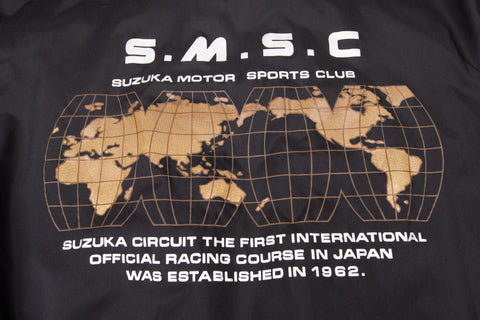 S.M.S.C
SUZUKA MOTOR SPORTS CLUB
SUZUKA CIRCUIT THE FIRST INTERNATIONAL
OFFICIAL RACING COURSE IN JAPAN
WAS ESTABLISHED IN 1962.